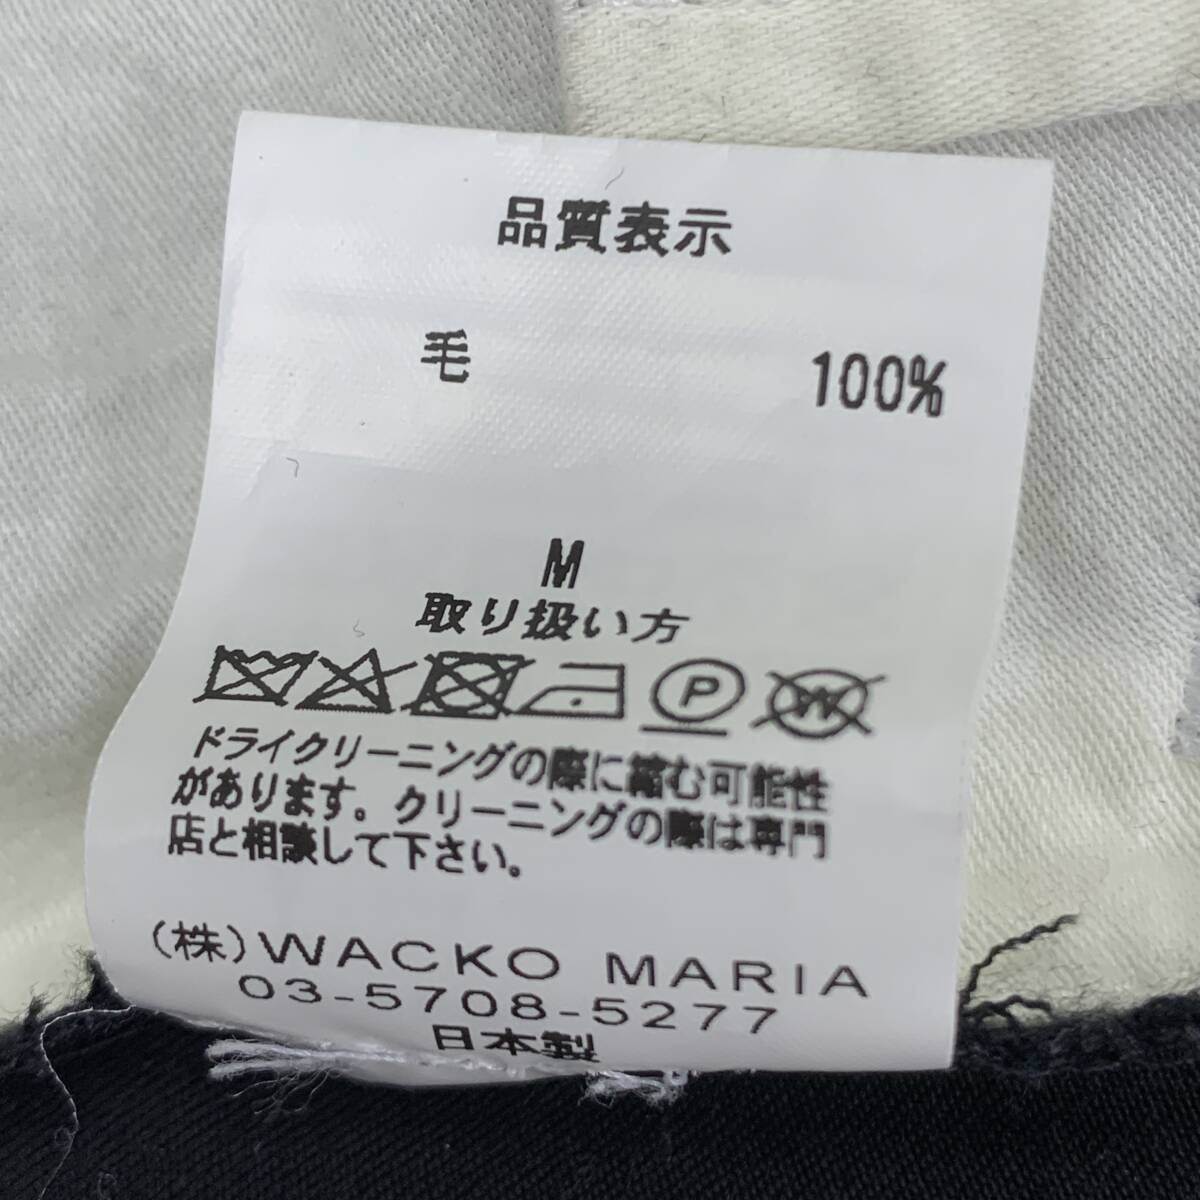 品質表示
毛 100%
M
取り扱い方
P W
ドライクリーニングの際に縮む可能性
があります。クリーニングの際は専門
店と相談して下さい。
(株)WACKO MARIA
03-5708-5277
日本製